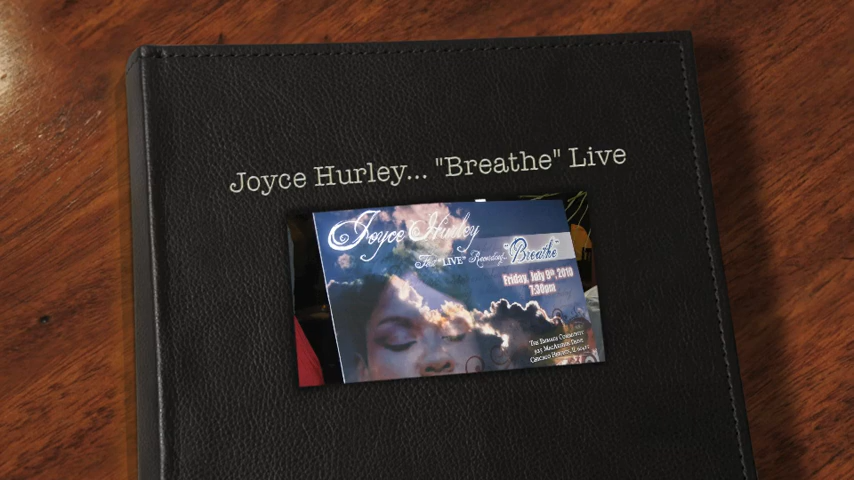 Joyce Hurley... "Breathe" Live
Joyce Hurley
The "LIVE" Recording... "Breathe"
Friday, July 9th, 2010
7:30pm